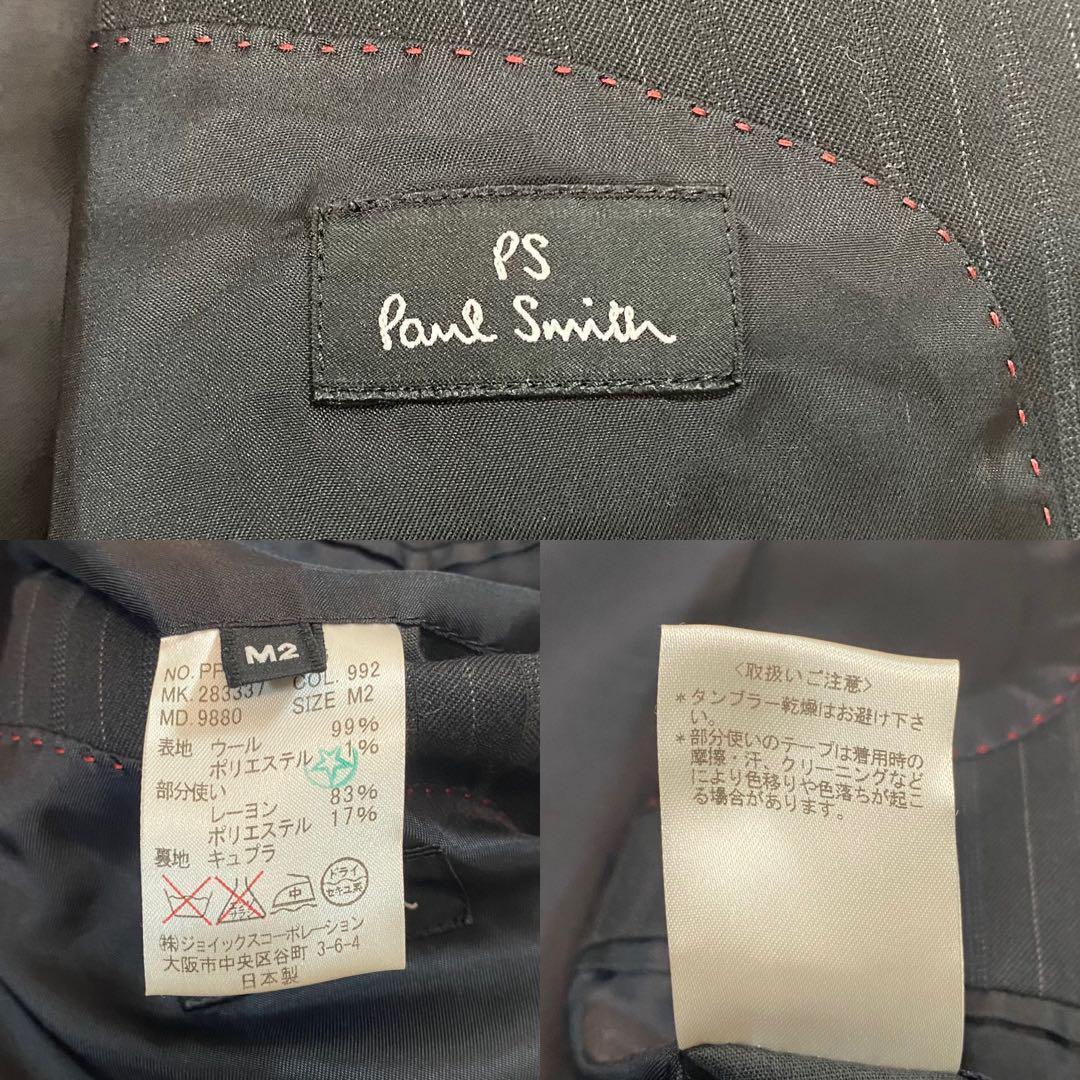 PS
Paul Smith
M2
NO. PF
COL. 992
MK. 283337
SIZE M2
MD. 9880
99%
表地 ウール
1%
ポリエステル
部分使い
83%
レーヨン
17%
ポリエステル
裏地 キュプラ
中
ドライ
セキユ系
㈱ジョイックスコーポレーション
大阪市中央区谷町 3-6-4
日本製
〈取扱いご注意〉
*タンブラー乾燥はお避け下さ
い。
*部分使いのテープは着用時の
摩擦・汗、クリーニングなど
により色移りや色落ちが起こ
る場合があります。